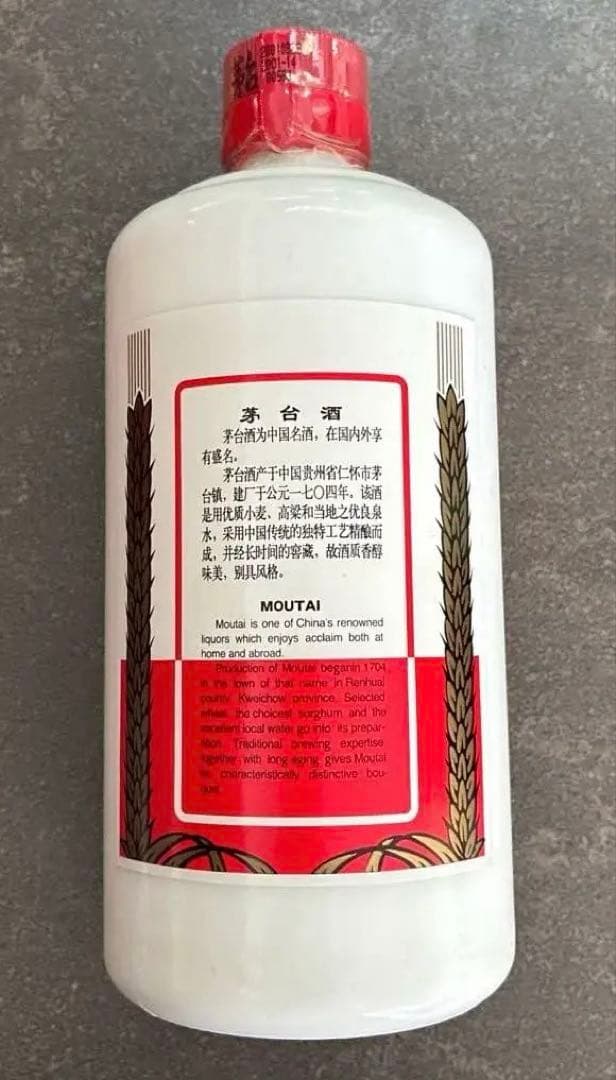 茅台
茅台酒
茅台酒为中国名酒，在国内外享
有盛名。
茅台酒产于中国贵州省仁怀市茅
台镇，建厂于公元一七〇四年。该酒
是用优质小麦、高粱和当地之优良泉
水，采用中国传统的独特工艺精酿而
成，并经长时间的窖藏，故酒质香醇
味美，别具风格。
MOUTAI
Moutai is one of China's renowned
liquors which enjoys acclaim both at
home and abroad.
Production of Moutai began in 1704
in the town of that name in Renhuai
county, Kweichow province. Selected
wheat, the choicest sorghum and the
excellent local water go into its prepar-
ation. Traditional brewing expertise
together with long aging gives Moutai
its characteristically distinctive bou-
quet.